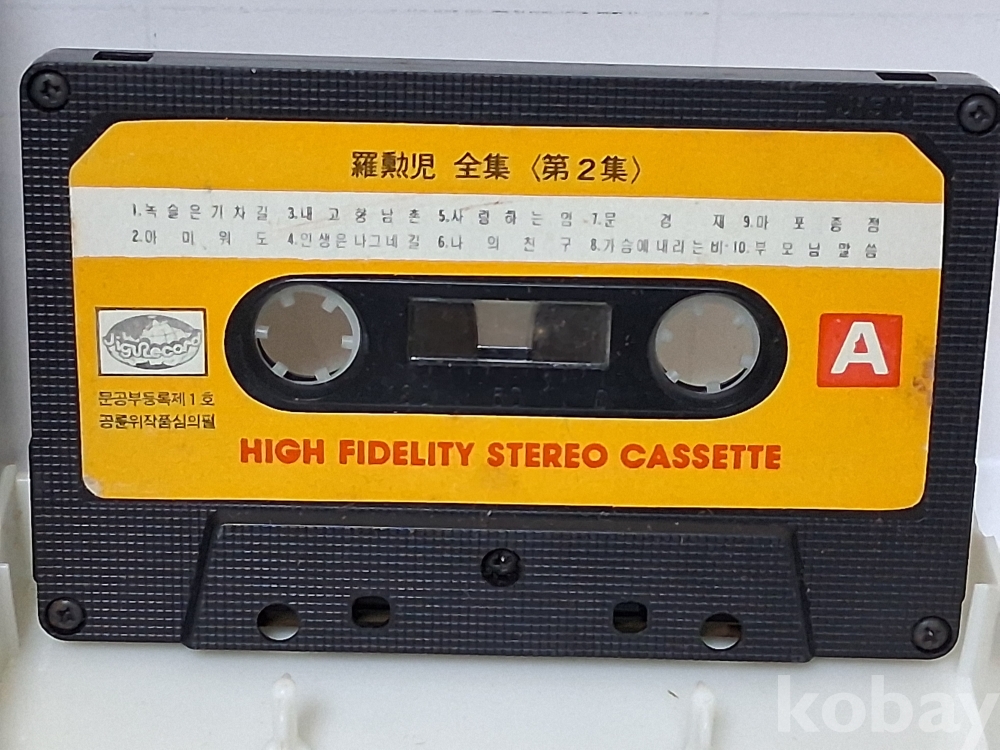 羅勳児 全集 〈第2集〉
1.녹슬은기차길 3.내고향남촌 5.사랑하는염 7.문경재 9.마포종점
2.아미워도 4.인생은나그네길 6.나의친구 8.가슴에내리는비 10.부모님말씀
JiguRecord
A
문공부등록제1호
공륜위작품심의필
HIGH FIDELITY STEREO CASSETTE
kobay